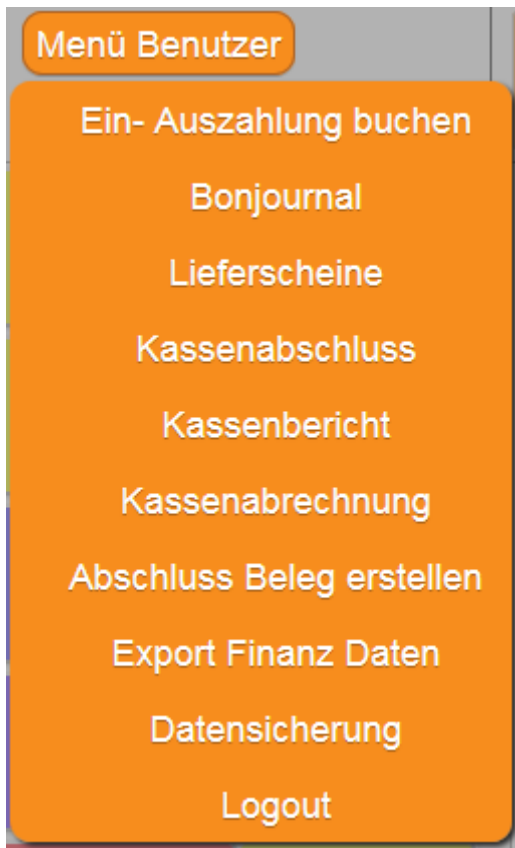 Menü Benutzer
Ein- Auszahlung buchen
Bonjournal
Lieferscheine
Kassenabschluss
Kassenbericht
Kassenabrechnung
Abschluss Beleg erstellen
Export Finanz Daten
Datensicherung
Logout